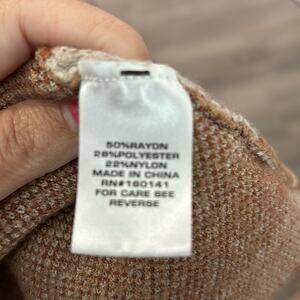 50%RAYON
28%POLYESTER
22%NYLON
MADE IN CHINA
RN#160141
FOR CARE SEE
REVERSE